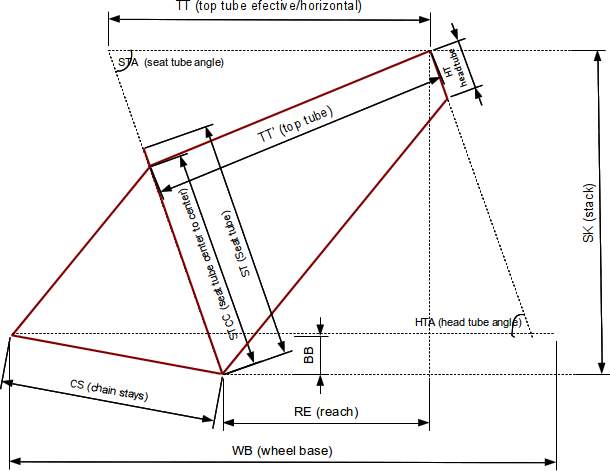 TT (top tube efective/horizontal)
STA (seat tube angle)
HT
headtube
TT' (top tube)
ST (Seat tube)
STCC (seat tube center to center)
SK (stack)
HTA (head tube angle)
BB
CS (chain stays)
RE (reach)
WB (wheel base)